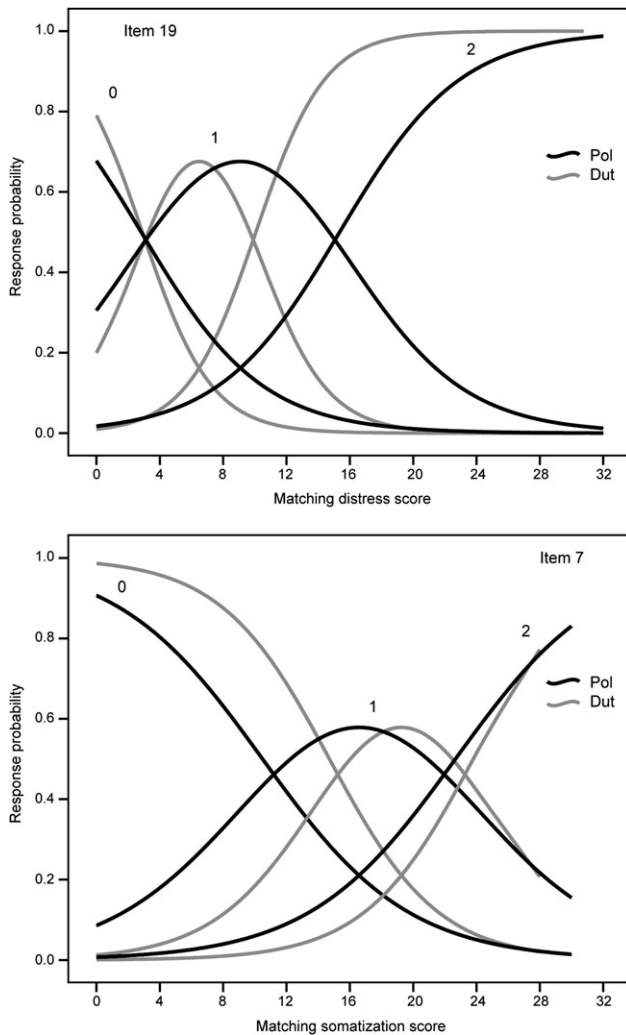 Item 19
0
1
2
Pol
Dut
1.0
0.8
0.6
0.4
0.2
0.0
Response probability
0 4 8 12 16 20 24 28 32
Matching distress score
Item 7
0
1
2
Pol
Dut
1.0
0.8
0.6
0.4
0.2
0.0
Response probability
0 4 8 12 16 20 24 28 32
Matching somatization score